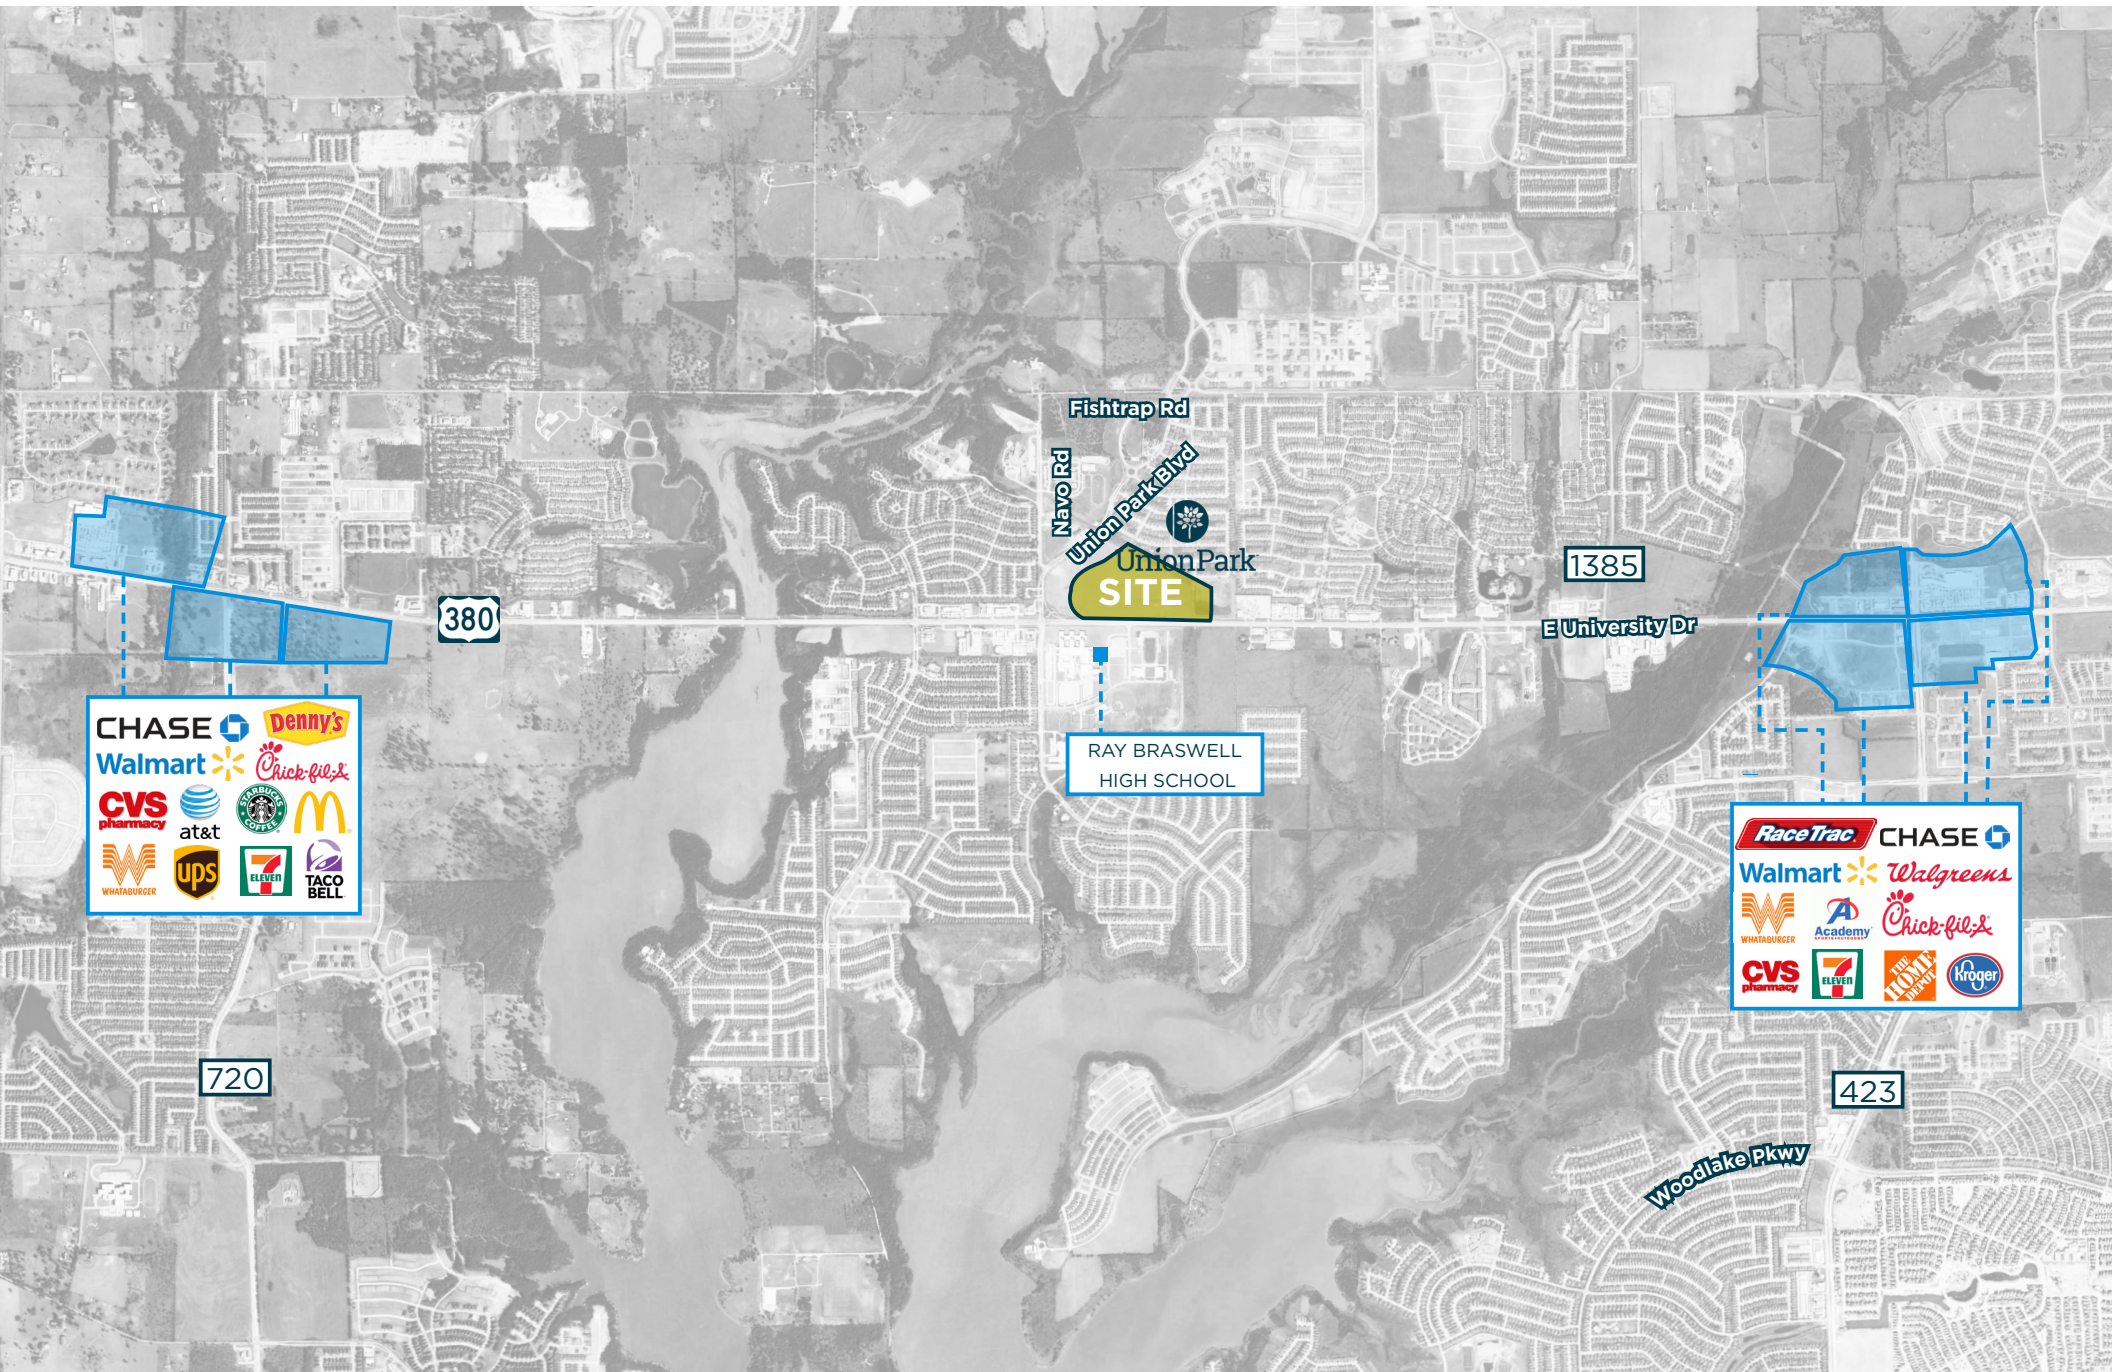 Fishtrap Rd
Navo Rd
Union Park Blvd
UnionPark
SITE
1385
380
E University Dr
RAY BRASWELL
HIGH SCHOOL
CHASE
Denny's
Walmart
Chick-fil-A
CVS
pharmacy
at&t
STARBUCKS
COFFEE
WHATABURGER
ups
7
ELEVEN
TACO
BELL
RaceTrac
CHASE
Walmart
Walgreens
WHATABURGER
Academy
SPORTS+OUTDOORS
Chick-fil-A
CVS
pharmacy
7
ELEVEN
THE
HOME
DEPOT
Kroger
720
423
Woodlake Pkwy